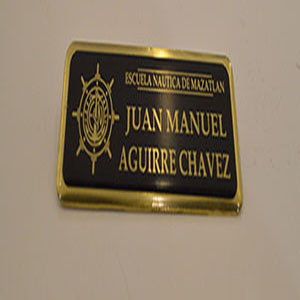 ESCUELA NAUTICA DE MAZATLAN
JUAN MANUEL
AGUIRRE CHAVEZ